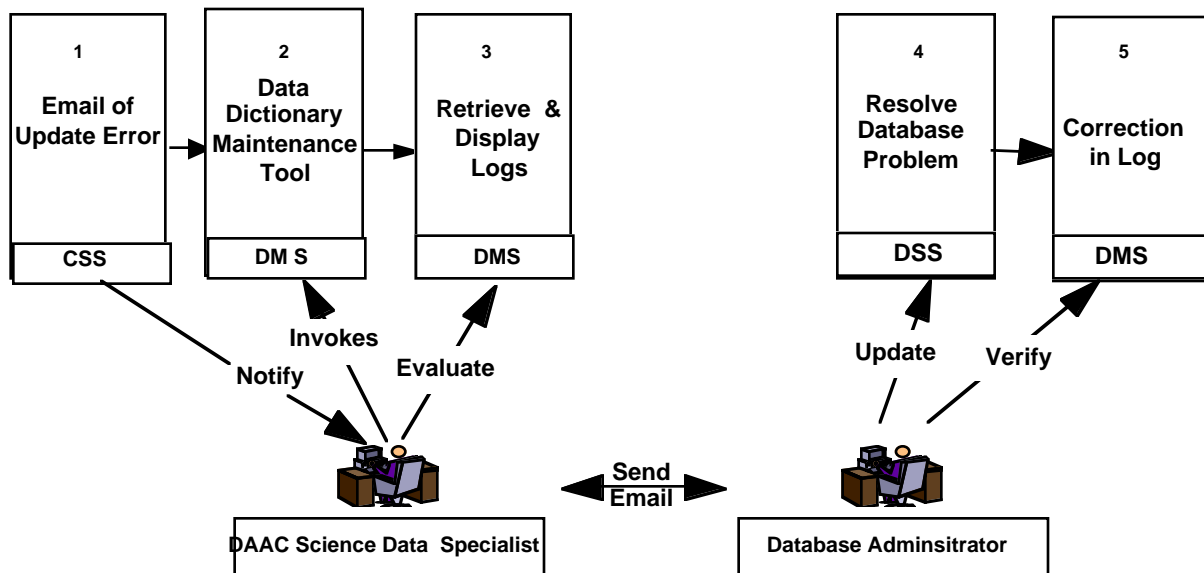 1
Email of
Update Error
CSS
2
Data
Dictionary
Maintenance
Tool
DM S
3
Retrieve &
Display
Logs
DMS
4
Resolve
Database
Problem
DSS
5
Correction
in Log
DMS
Notify
Invokes
Evaluate
Update
Verify
Send
Email
DAAC Science Data Specialist
Database Adminsitrator